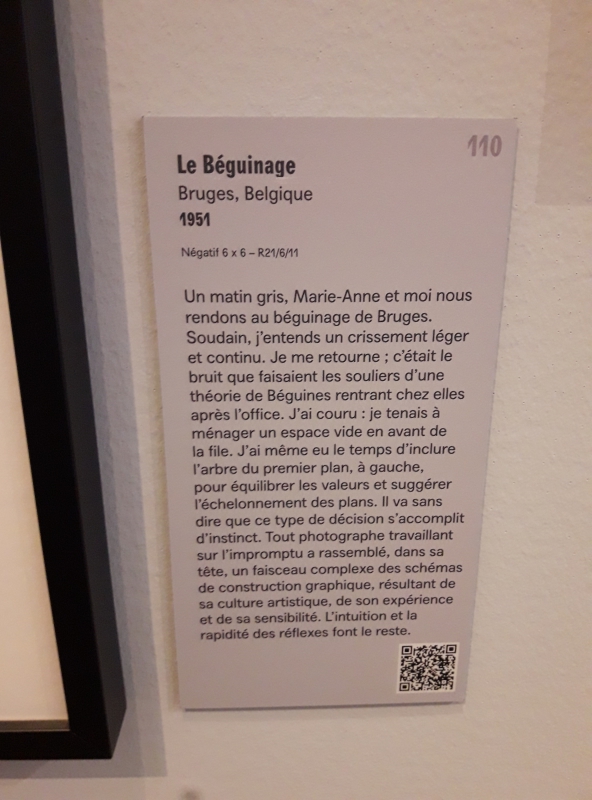 110
Le Béguinage
Bruges, Belgique
1951
Négatif 6 x 6 – R21/6/11
Un matin gris, Marie-Anne et moi nous
rendons au béguinage de Bruges.
Soudain, j'entends un crissement léger
et continu. Je me retourne ; c'était le
bruit que faisaient les souliers d'une
théorie de Béguines rentrant chez elles
après l'office. J'ai couru : je tenais à
ménager un espace vide en avant de
la file. J'ai même eu le temps d'inclure
l'arbre du premier plan, à gauche,
pour équilibrer les valeurs et suggérer
l'échelonnement des plans. Il va sans
dire que ce type de décision s'accomplit
d'instinct. Tout photographe travaillant
sur l'impromptu a rassemblé, dans sa
tête, un faisceau complexe des schémas
de construction graphique, résultant de
sa culture artistique, de son expérience
et de sa sensibilité. L'intuition et la
rapidité des réflexes font le reste.